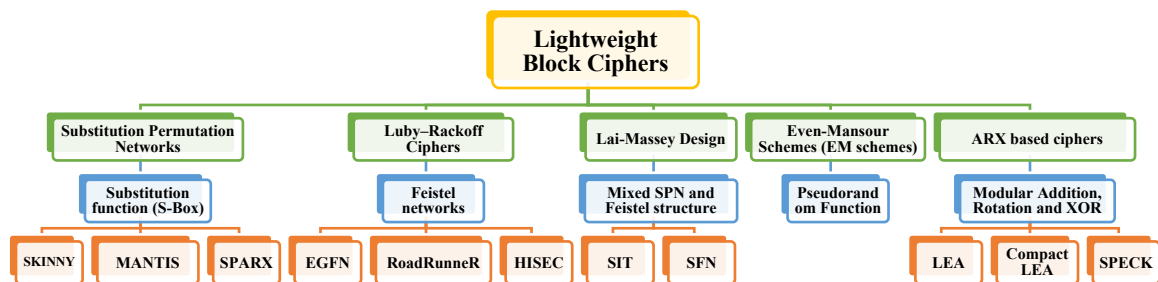 Lightweight
Block Ciphers
Substitution Permutation
Networks
Luby–Rackoff
Ciphers
Lai-Massey Design
Even-Mansour
Schemes (EM schemes)
ARX based ciphers
Substitution
function (S-Box)
Feistel
networks
Mixed SPN and
Feistel structure
Pseudorand
om Function
Modular Addition,
Rotation and XOR
SKINNY
MANTIS
SPARX
EGFN
RoadRunneR
HISEC
SIT
SFN
LEA
Compact
LEA
SPECK